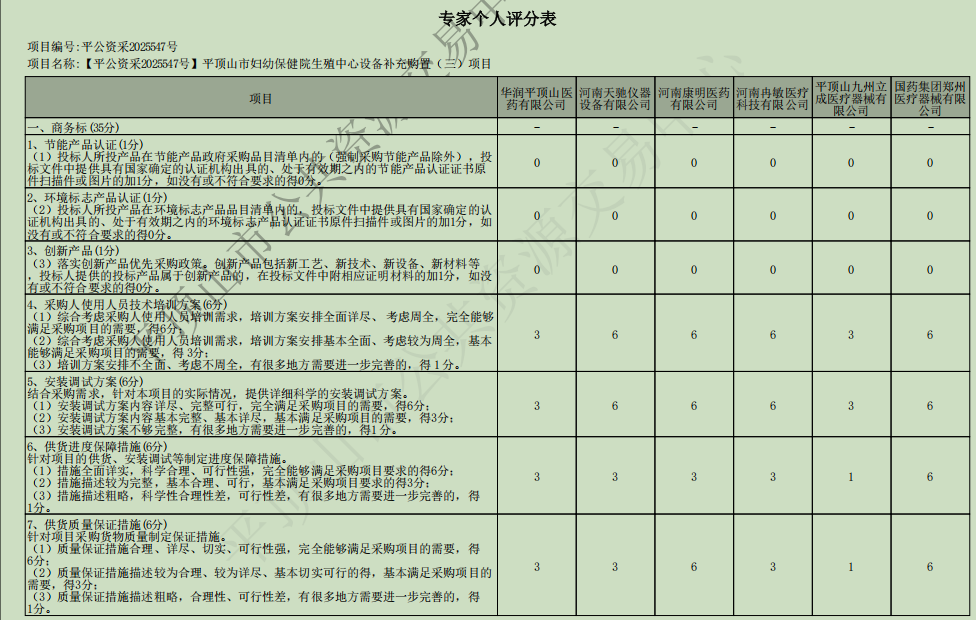 专家个人评分表
项目编号:平公资采2025547号
项目名称:【平公资采2025547号】平顶山市妇幼保健院生殖中心设备补充购置（三）项目
项目
华润平顶山医药有限公司
河南天驰仪器设备有限公司
河南康明医药有限公司
河南冉敏医疗科技有限公司
平顶山九州立成医疗器械有限公司
国药集团郑州医疗器械有限公司
一、商务标(35分)
– – – – – –
1、节能产品认证(1分)
（1）投标人所投产品在节能产品政府采购品目清单内的（强制采购节能产品除外），投
标文件中提供具有国家确定的认证机构出具的、处于有效期之内的节能产品认证证书原
件扫描件或图片的加1分，如没有或不符合要求的得0分。
0 0 0 0 0 0
2、环境标志产品认证(1分)
（2）投标人所投产品在环境标志产品品目清单内的，投标文件中提供具有国家确定的认
证机构出具的、处于有效期之内的环境标志产品认证证书原件扫描件或图片的加1分，如
没有或不符合要求的得0分。
0 0 0 0 0 0
3、创新产品(1分)
（3）落实创新产品优先采购政策。创新产品包括新工艺、新技术、新设备、新材料等
，投标人提供的投标产品属于创新产品的，在投标文件中附相应证明材料的加1分，如没
有或不符合要求的得0分。
0 0 0 0 0 0
4、采购人使用人员技术培训方案(6分)
（1）综合考虑采购人使用人员培训需求，培训方案安排全面详尽、 考虑周全，完全能够
满足采购项目的需要，得6分；
（2）综合考虑采购人使用人员培训需求，培训方案安排基本全面、考虑较为周全，基本
能够满足采购项目的需要，得 3分；
（3）培训方案安排不全面、考虑不周全，有很多地方需要进一步完善的，得 1 分。
3 6 6 6 3 6
5、安装调试方案(6分)
结合采购需求，针对本项目的实际情况，提供详细科学的安装调试方案。
（1）安装调试方案内容详尽、完整可行，完全满足采购项目的需要，得6分；
（2）安装调试方案内容基本完整、基本详尽，基本满足采购项目的需要，得3分；
（3）安装调试方案不够完整，有很多地方需要进一步完善的，得1 分。
3 6 6 6 3 6
6、供货进度保障措施(6分)
针对项目的供货、安装调试等制定进度保障措施。
（1）措施全面详实，科学合理、可行性强，完全能够满足采购项目要求的得6分；
（2）措施描述较为完整，基本合理、可行，基本满足采购项目要求的得3分；
（3）措施描述粗略，科学性合理性差，可行性差，有很多地方需要进一步完善的，得
1分。
3 3 3 3 1 6
7、供货质量保证措施(6分)
针对项目采购货物质量制定保证措施。
（1）质量保证措施合理、详尽、切实、可行性强，完全能够满足采购项目的需要，得
6分；
（2）质量保证措施描述较为合理、较为详尽、基本切实可行的得，基本满足采购项目的
需要，得3分；
（3）质量保证措施描述粗略，合理性、可行性差，有很多地方需要进一步完善的，得
1分。
3 3 6 3 1 6